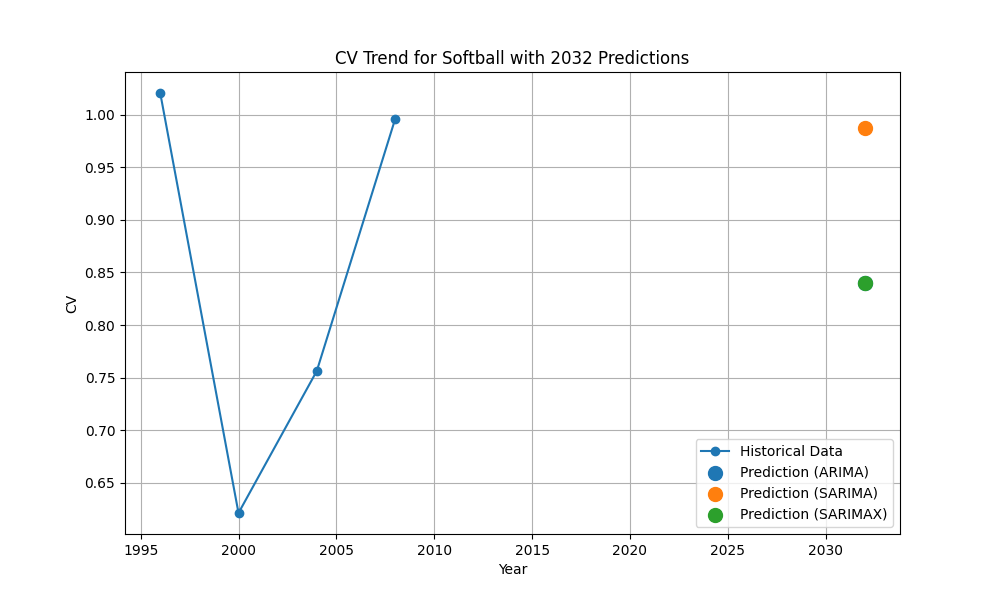 CV Trend for Softball with 2032 Predictions
1.00
0.95
0.90
0.85
0.80
0.75
0.70
0.65
CV
Historical Data
Prediction (ARIMA)
Prediction (SARIMA)
Prediction (SARIMAX)
1995 2000 2005 2010 2015 2020 2025 2030
Year